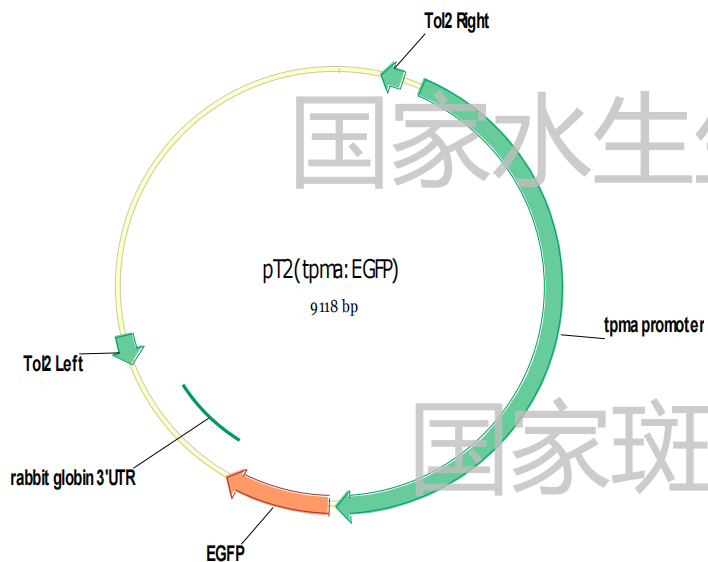 Tol2 Right
国家水生生
pT2(tpma:EGFP)
9118 bp
tpma promoter
Tol2 Left
国家斑
rabbit globin 3'UTR
EGFP